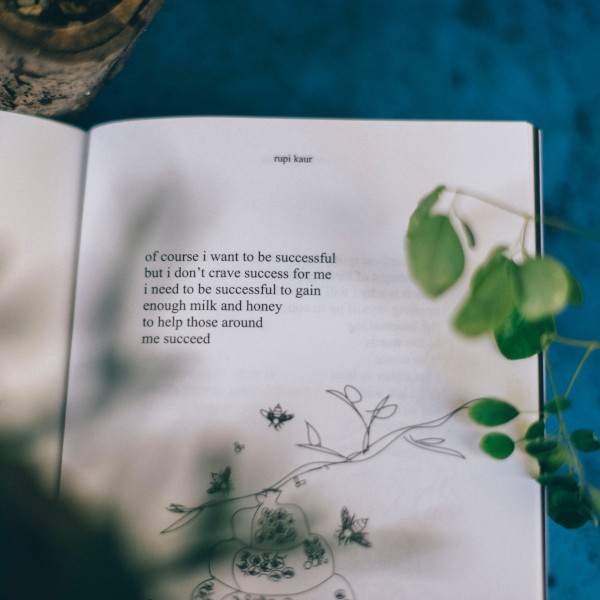 rupi kaur
of course i want to be successful
but i don't crave success for me
i need to be successful to gain
enough milk and honey
to help those around
me succeed